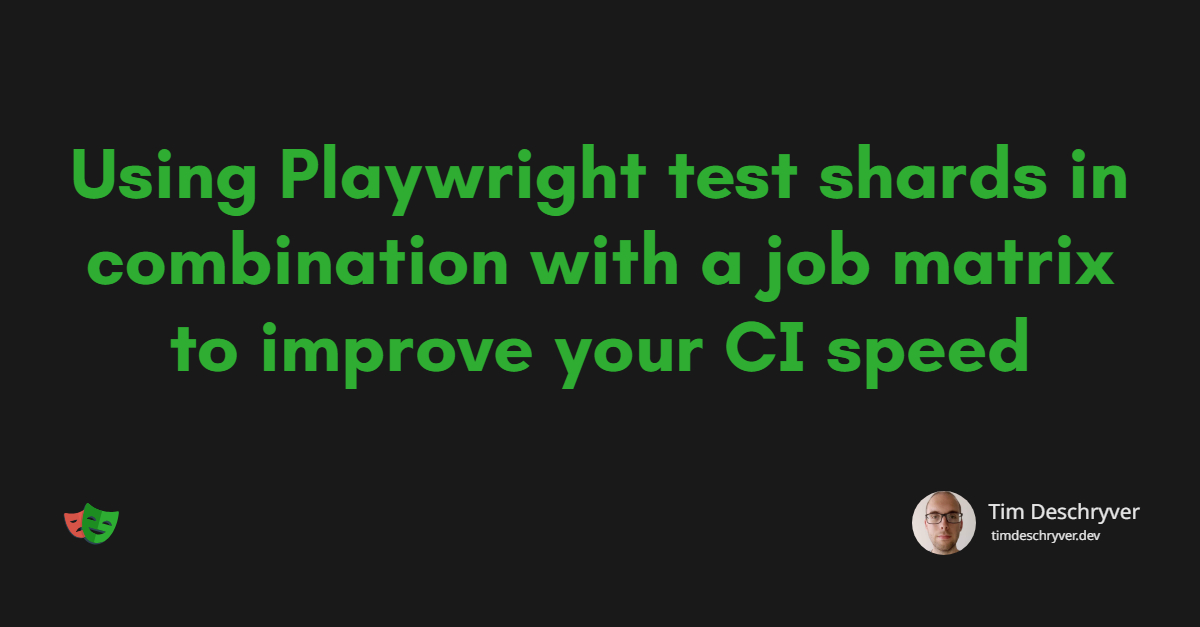 Using Playwright test shards in
combination with a job matrix
to improve your CI speed
Tim Deschryver
timdeschryver.dev